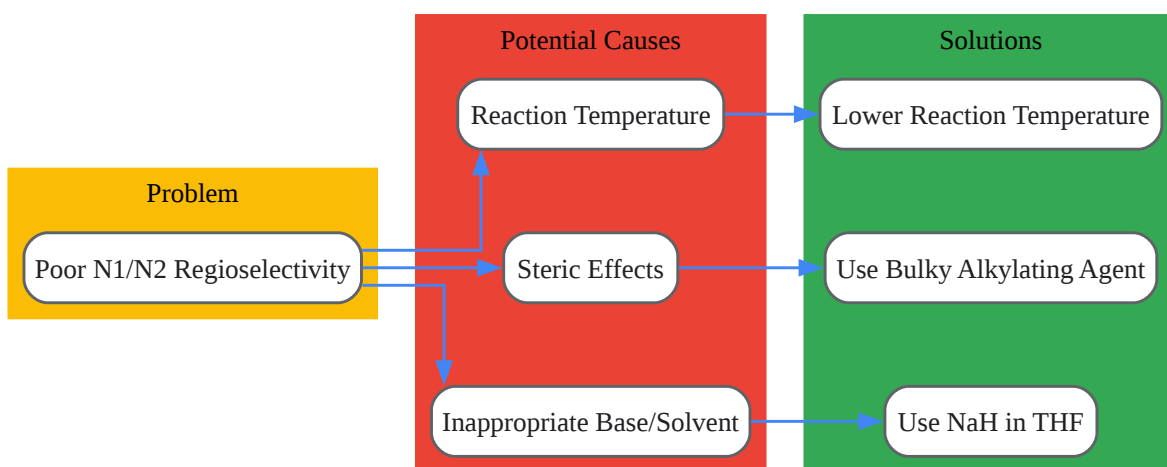 Potential Causes
Solutions
Reaction Temperature
Lower Reaction Temperature
Problem
Poor N1/N2 Regioselectivity
Steric Effects
Use Bulky Alkylating Agent
Inappropriate Base/Solvent
Use NaH in THF